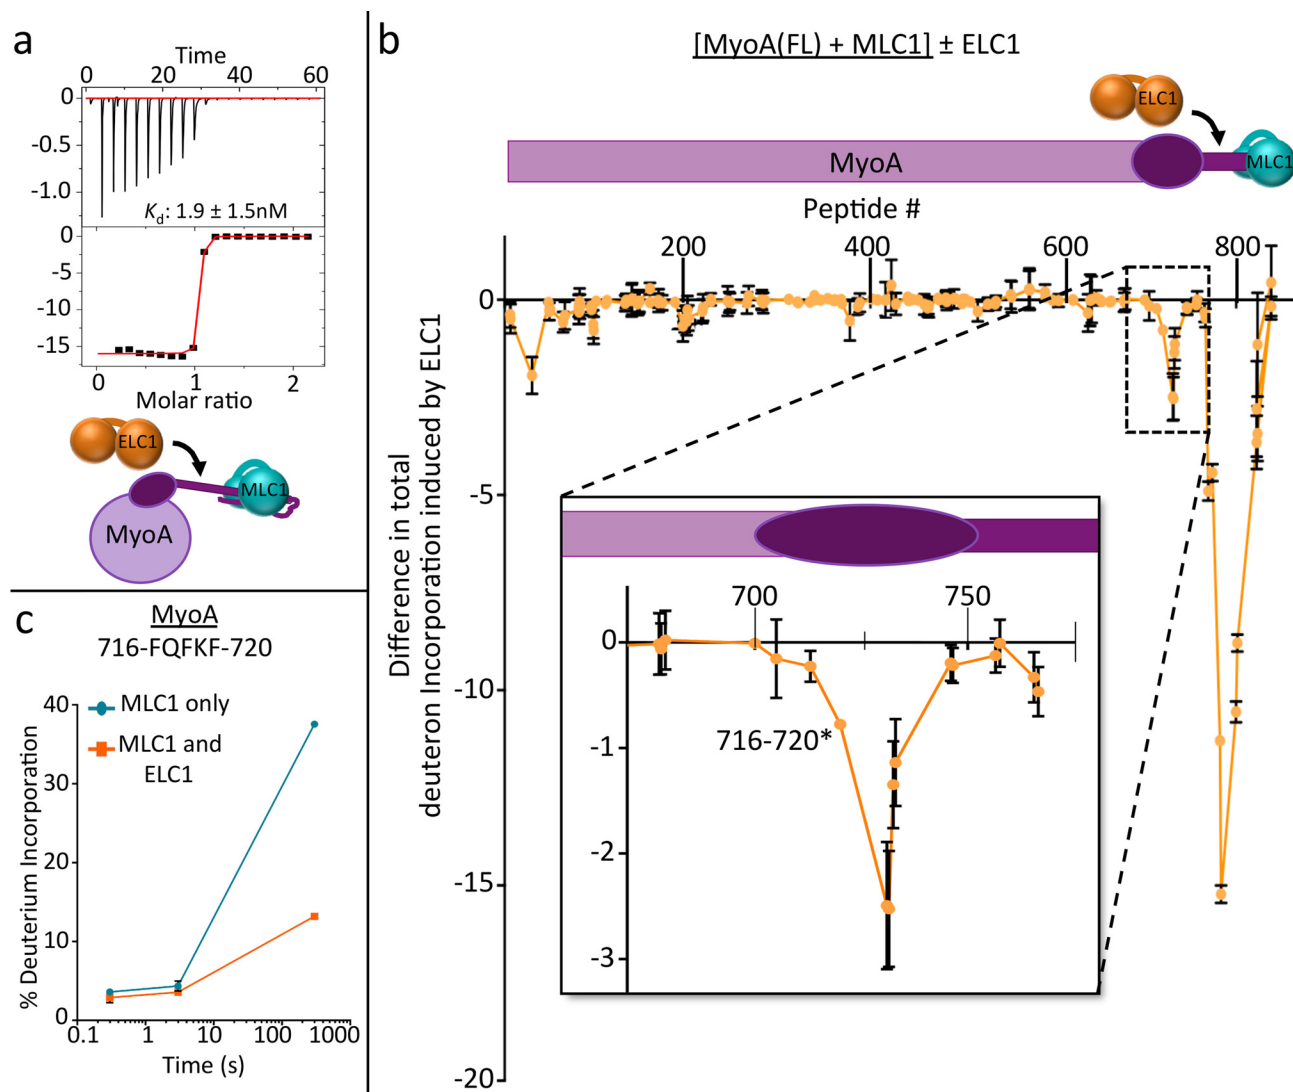 a
Time
0 20 40 60
0
-0.5
-1.0
Kd: 1.9 ± 1.5nM
0
-5
-10
-15
0 1 2
Molar ratio
ELC1
MLC1
MyoA
b
[MyoA(FL) + MLC1] ± ELC1
ELC1
MyoA
MLC1
Peptide #
200 400 600 800
0
-5
-10
-15
-20
Difference in total
deuteron Incorporation induced by ELC1
700 750
0
-1
-2
-3
716-720*
c
MyoA
716-FQFKF-720
MLC1 only
MLC1 and
ELC1
40
30
20
10
0
% Deuterium Incorporation
0.1 1 10 100 1000
Time (s)